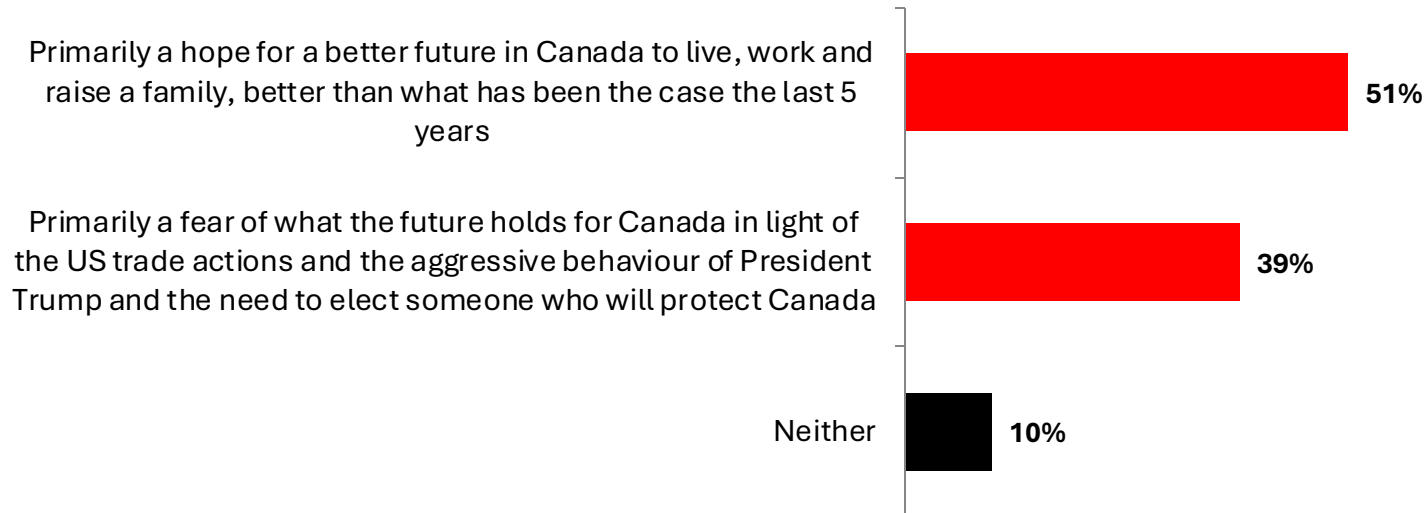 Primarily a hope for a better future in Canada to live, work and
raise a family, better than what has been the case the last 5
years
51%
Primarily a fear of what the future holds for Canada in light of
the US trade actions and the aggressive behaviour of President
Trump and the need to elect someone who will protect Canada
39%
Neither
10%